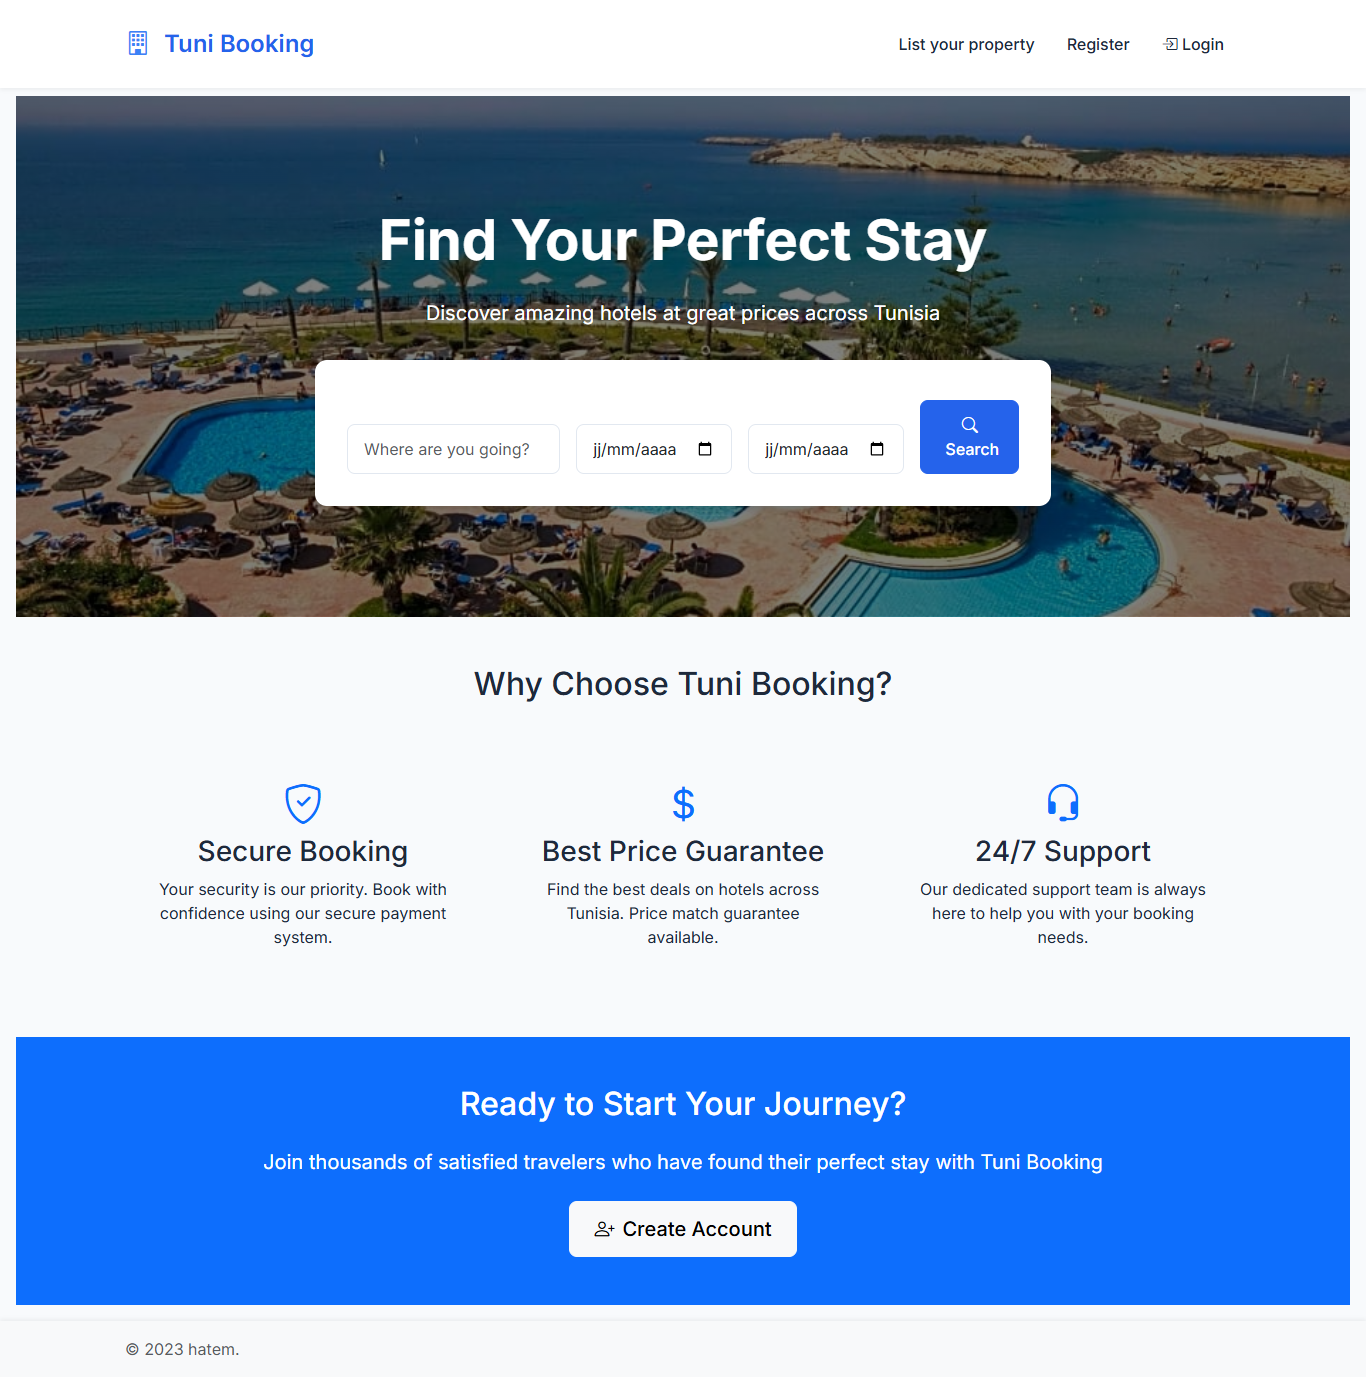 Tuni Booking
List your property
Register
Login
Find Your Perfect Stay
Discover amazing hotels at great prices across Tunisia
Where are you going?
jj/mm/aaaa
jj/mm/aaaa
Search
Why Choose Tuni Booking?
Secure Booking
Your security is our priority. Book with
confidence using our secure payment
system.
$
Best Price Guarantee
Find the best deals on hotels across
Tunisia. Price match guarantee
available.
24/7 Support
Our dedicated support team is always
here to help you with your booking
needs.
Ready to Start Your Journey?
Join thousands of satisfied travelers who have found their perfect stay with Tuni Booking
Create Account
© 2023 hatem.